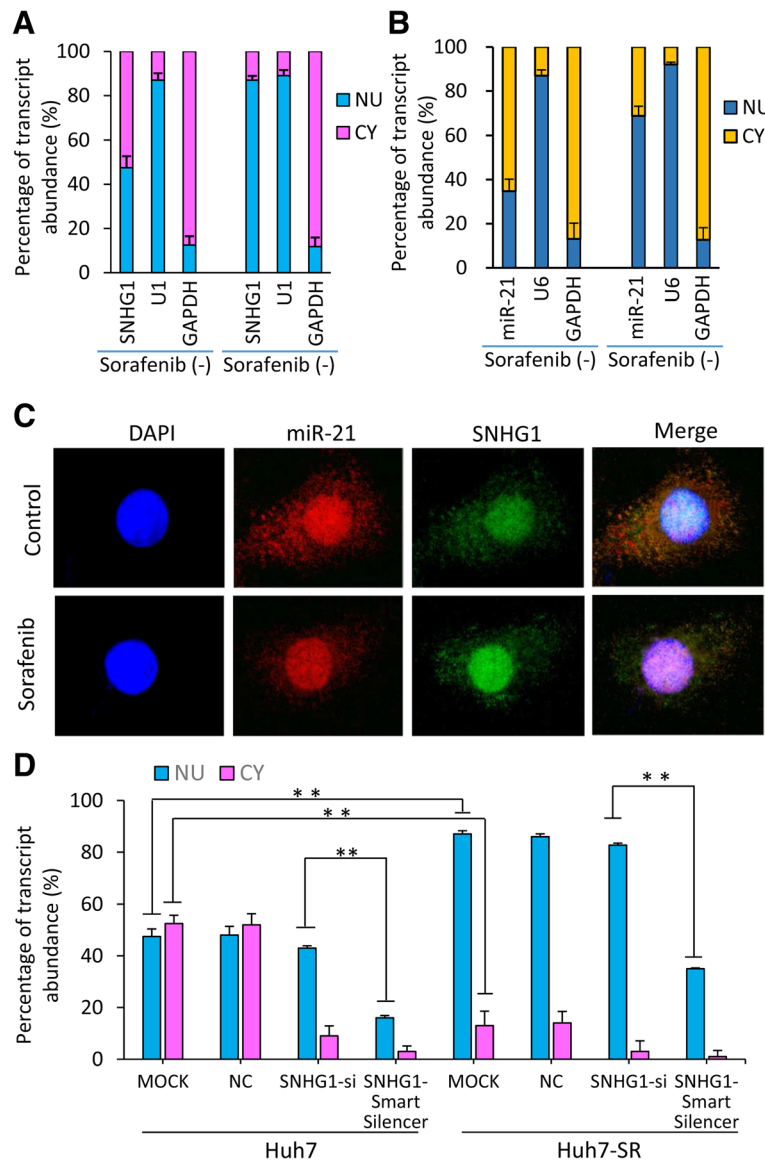 A
Percentage of transcript
abundance (%)
100
80
60
40
20
0
NU
CY
SNHG1
U1
GAPDH
SNHG1
U1
GAPDH
Sorafenib (-)
Sorafenib (-)
B
Percentage of transcript
abundance (%)
100
80
60
40
20
0
NU
CY
miR-21
U6
GAPDH
miR-21
U6
GAPDH
Sorafenib (-)
Sorafenib (-)
C
DAPI
miR-21
SNHG1
Merge
Control
Sorafenib
D
NU
CY
Percentage of transcript
abundance (%)
100
80
60
40
20
0
* *
* *
**
* *
MOCK
NC
SNHG1-si
SNHG1-
Smart
Silencer
MOCK
NC
SNHG1-si
SNHG1-
Smart
Silencer
Huh7
Huh7-SR